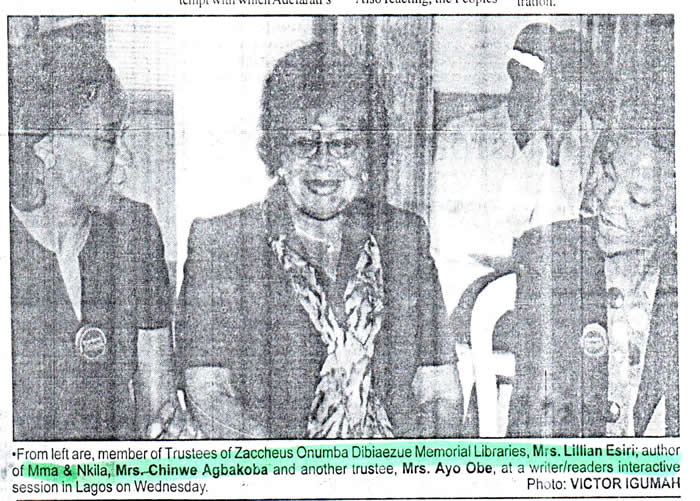 tempt with which Adefarati's
Also reacting, the Peoples
tration.
•From left are, member of Trustees of Zaccheus Onumba Dibiaezue Memorial Libraries, Mrs. Lillian Esiri; author
of Mma & Nkila, Mrs. Chinwe Agbakoba and another trustee, Mrs. Ayo Obe, at a writer/readers interactive
session in Lagos on Wednesday.
Photo: VICTOR IGUMAH